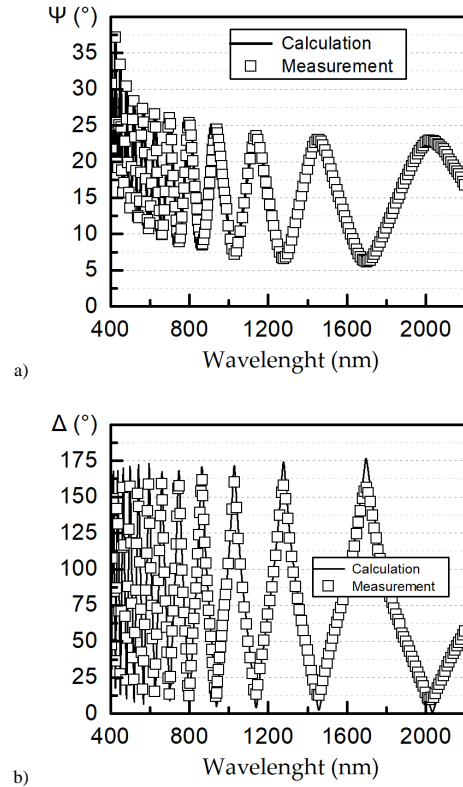 Ψ (°)
35
30
25
20
15
10
5
0
Calculation
Measurement
400 800 1200 1600 2000
Wavelenght (nm)
a)
Δ (°)
175
150
125
100
75
50
25
0
Calculation
Measurement
400 800 1200 1600 2000
Wavelenght (nm)
b)